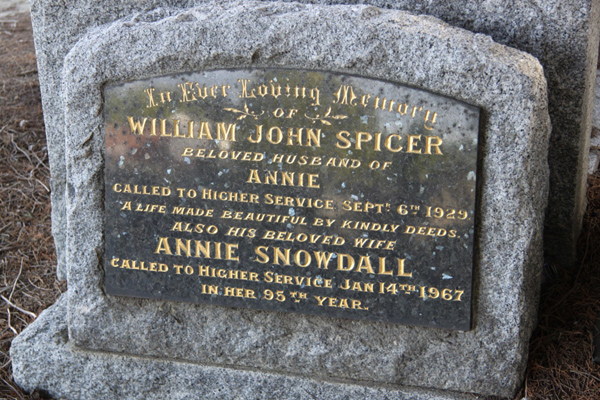 In Ever Loving Memory
OF
WILLIAM JOHN SPICER
BELOVED HUSBAND OF
ANNIE
CALLED TO HIGHER SERVICE SEPTR 6TH 1929
"A LIFE MADE BEAUTIFUL BY KINDLY DEEDS."
ALSO HIS BELOVED WIFE
ANNIE SNOWDALL
CALLED TO HIGHER SERVICE JAN 14TH 1967
IN HER 95TH YEAR.